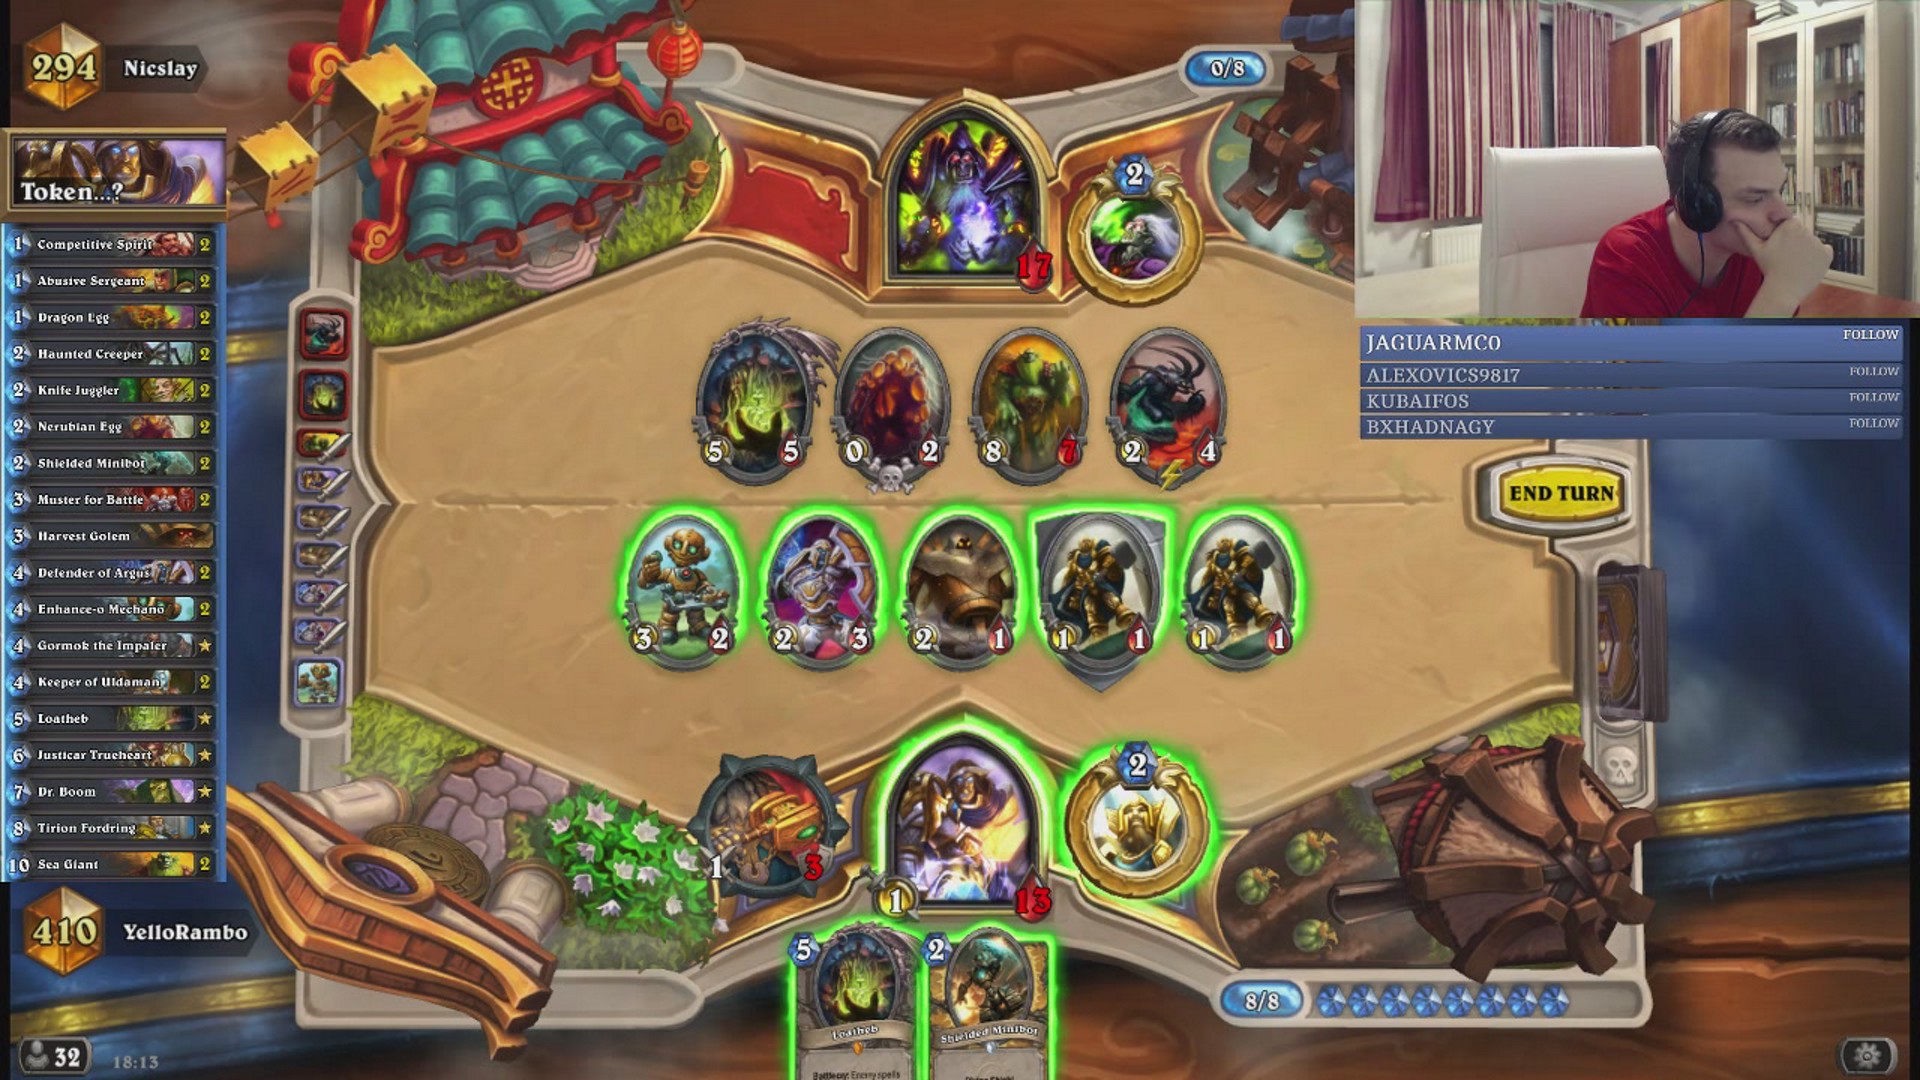 294 Nicslay
0/8
2
17
Token...?
1 Competitive Spirit 2
1 Abusive Sergeant 2
1 Dragon Egg 2
2 Haunted Creeper 2
2 Knife Juggler 2
2 Nerubian Egg 2
2 Shielded Minibot 2
3 Muster for Battle 2
3 Harvest Golem
4 Defender of Argus 2
4 Enhance-o Mechano 2
4 Gormok the Impaler
4 Keeper of Uldaman 2
5 Loatheb
6 Justicar Trueheart
7 Dr. Boom
8 Tirion Fordring
10 Sea Giant 2
410 YelloRambo
32 18:13
JAGUARMC0 FOLLOW
ALEXOVICS9817 FOLLOW
KUBAIFOS FOLLOW
BXHADNAGY FOLLOW
5 5 0 2 8 7 2 4
END TURN
3 2 2 3 2 1 1 1 1 1
2
1 3
1 13
5 2
Loatheb Shielded Minibot
Battlecry: Enemy spells
Divine Shield
8/8